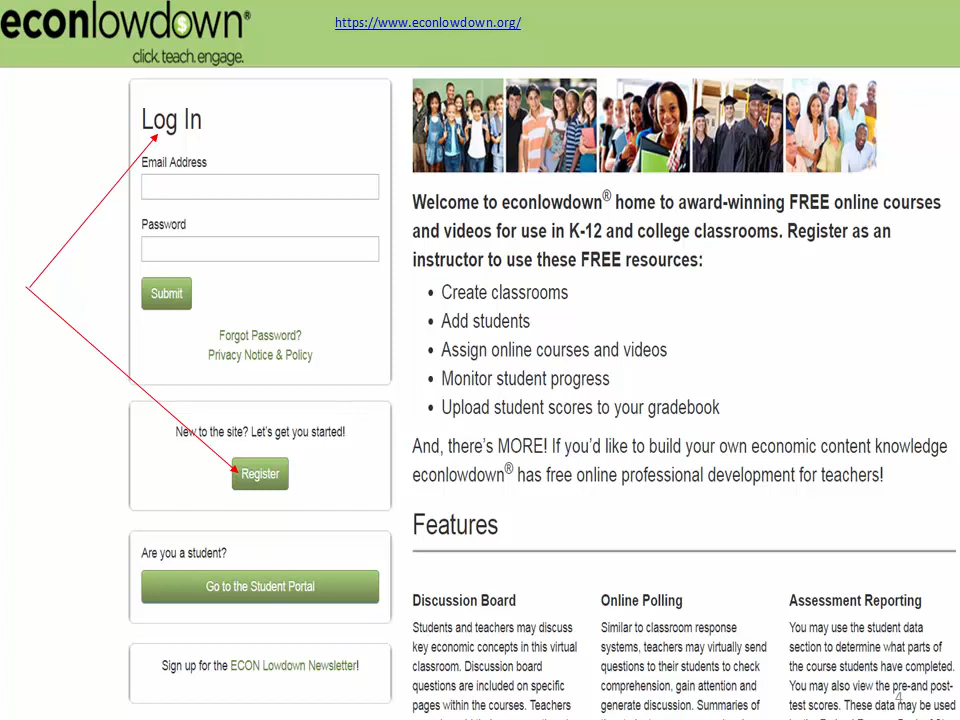 econlowdown®
click. teach. engage.
https://www.econlowdown.org/
Log In
Email Address
Password
Submit
Forgot Password?
Privacy Notice & Policy
New to the site? Let's get you started!
Register
Are you a student?
Go to the Student Portal
Sign up for the ECON Lowdown Newsletter!
Welcome to econlowdown® home to award-winning FREE online courses
and videos for use in K-12 and college classrooms. Register as an
instructor to use these FREE resources:
• Create classrooms
• Add students
• Assign online courses and videos
• Monitor student progress
• Upload student scores to your gradebook
And, there's MORE! If you'd like to build your own economic content knowledge
econlowdown® has free online professional development for teachers!
Features
Discussion Board
Students and teachers may discuss
key economic concepts in this virtual
classroom. Discussion board
questions are included on specific
pages within the courses. Teachers
Online Polling
Similar to classroom response
systems, teachers may virtually send
questions to their students to check
comprehension, gain attention and
generate discussion. Summaries of
Assessment Reporting
You may use the student data
section to determine what parts of
the course students have completed.
You may also view the pre-and post-
test scores. These data may be used
4